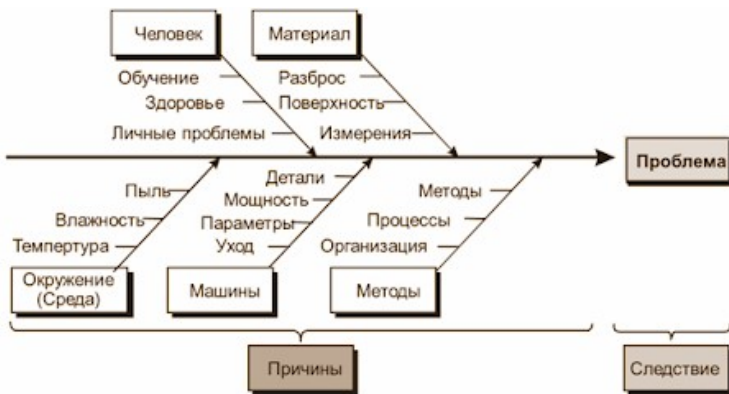 Человек
Материал
Обучение
Здоровье
Личные проблемы
Разброс
Поверхность
Измерения
Проблема
Пыль
Влажность
Темпертура
Детали
Мощность
Параметры
Уход
Методы
Процессы
Организация
Окружение
(Среда)
Машины
Методы
Причины
Следствие